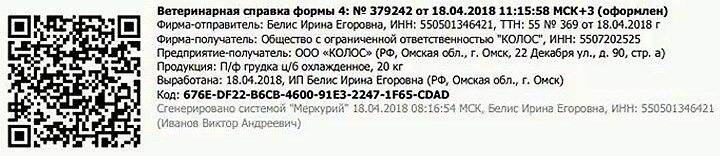 Ветеринарная справка формы 4: № 379242 от 18.04.2018 11:15:58 МСК+3 (оформлен)
Фирма-отправитель: Белис Ирина Егоровна, ИНН: 550501346421, ТТН: 55 № 369 от 18.04.2018 г
Фирма-получатель: Общество с ограниченной ответственностью "КОЛОС", ИНН: 5507202525
Предприятие-получатель: ООО «КОЛОС» (РФ, Омская обл., г. Омск, 22 Декабря ул., д. 90, стр. а)
Продукция: П/ф грудка ц/б охлажденное, 20 кг
Выработана: 18.04.2018, ИП Белис Ирина Егоровна (РФ, Омская обл., г. Омск)
Код: 676E-DF22-B6CB-4600-91E3-2247-1F65-CDAD
Сгенерировано системой "Меркурий" 18.04.2018 08:16:54 МСК, Белис Ирина Егоровна, ИНН: 550501346421
(Иванов Виктор Андреевич)